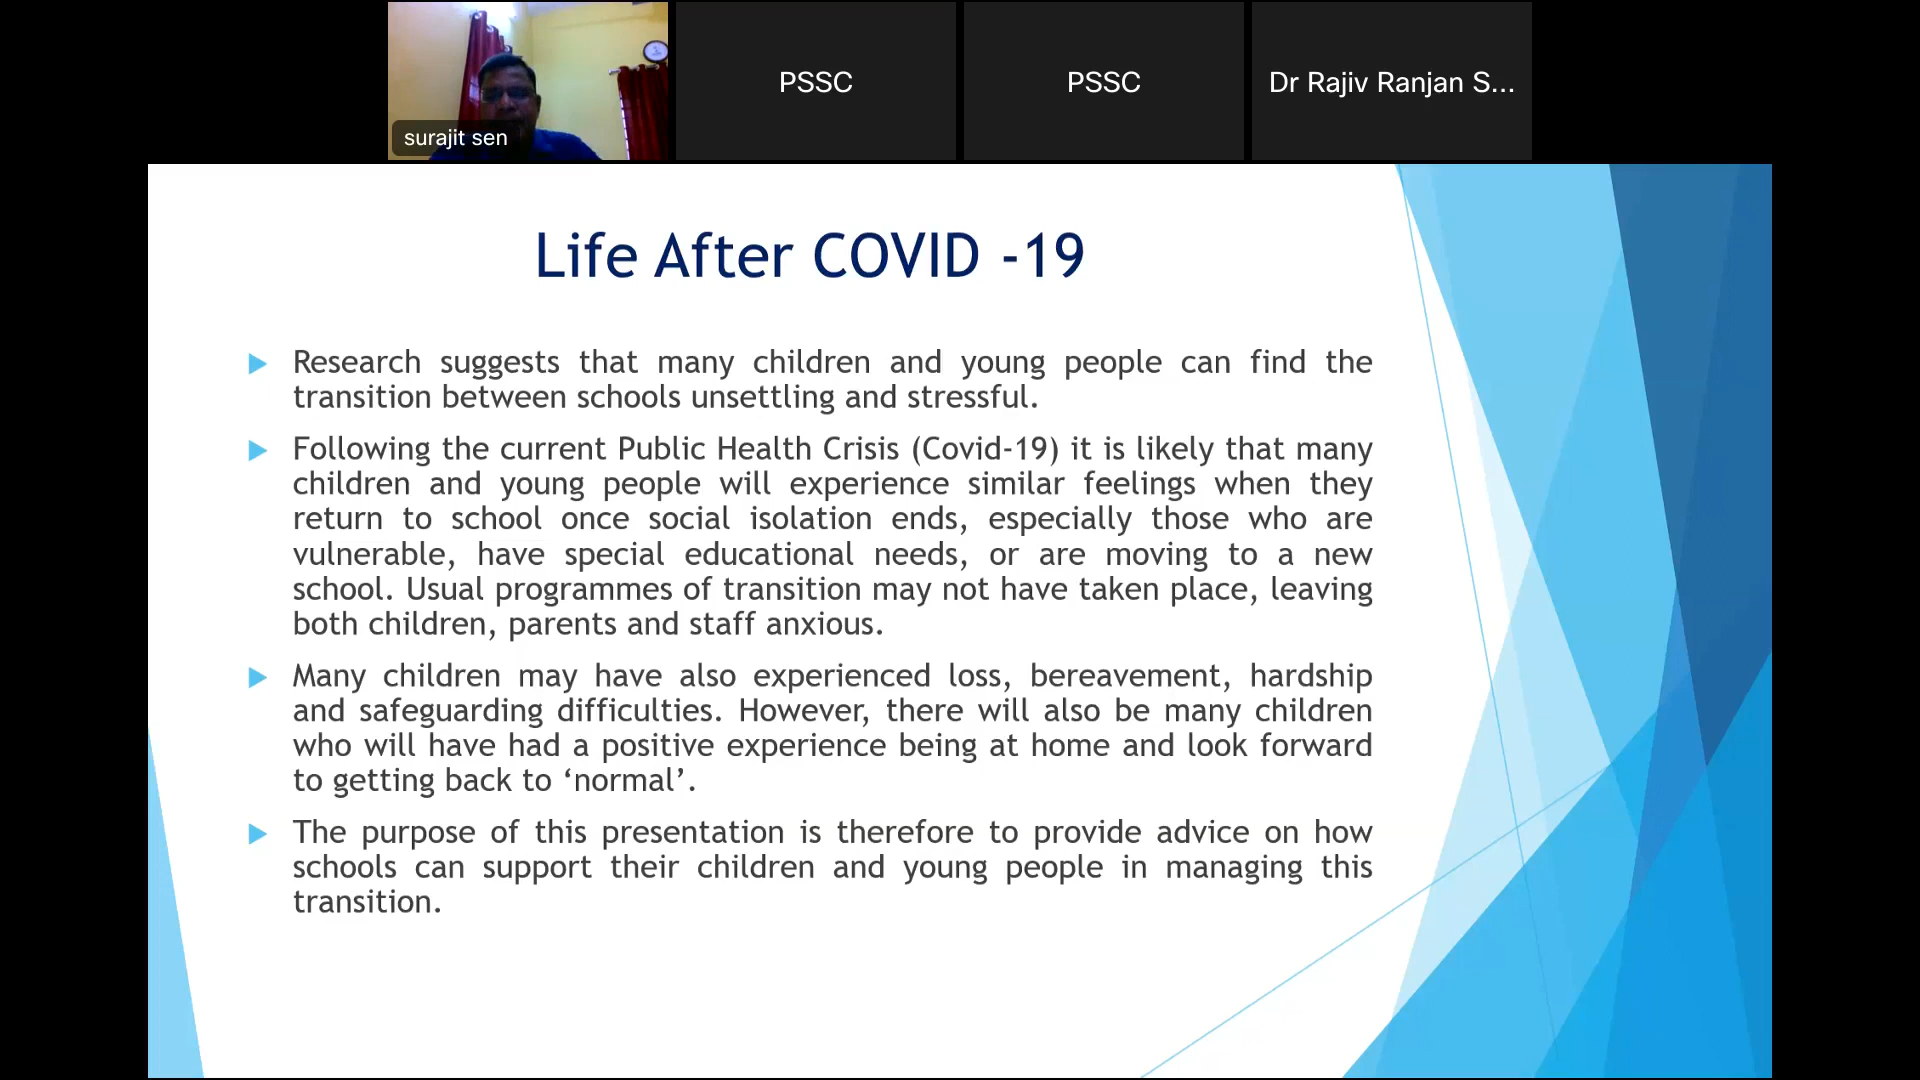 surajit sen
PSSC
PSSC
Dr Rajiv Ranjan S...
Life After COVID -19
Research suggests that many children and young people can find the
transition between schools unsettling and stressful.
Following the current Public Health Crisis (Covid-19) it is likely that many
children and young people will experience similar feelings when they
return to school once social isolation ends, especially those who are
vulnerable, have special educational needs, or are moving to a new
school. Usual programmes of transition may not have taken place, leaving
both children, parents and staff anxious.
Many children may have also experienced loss, bereavement, hardship
and safeguarding difficulties. However, there will also be many children
who will have had a positive experience being at home and look forward
to getting back to ‘normal’.
The purpose of this presentation is therefore to provide advice on how
schools can support their children and young people in managing this
transition.